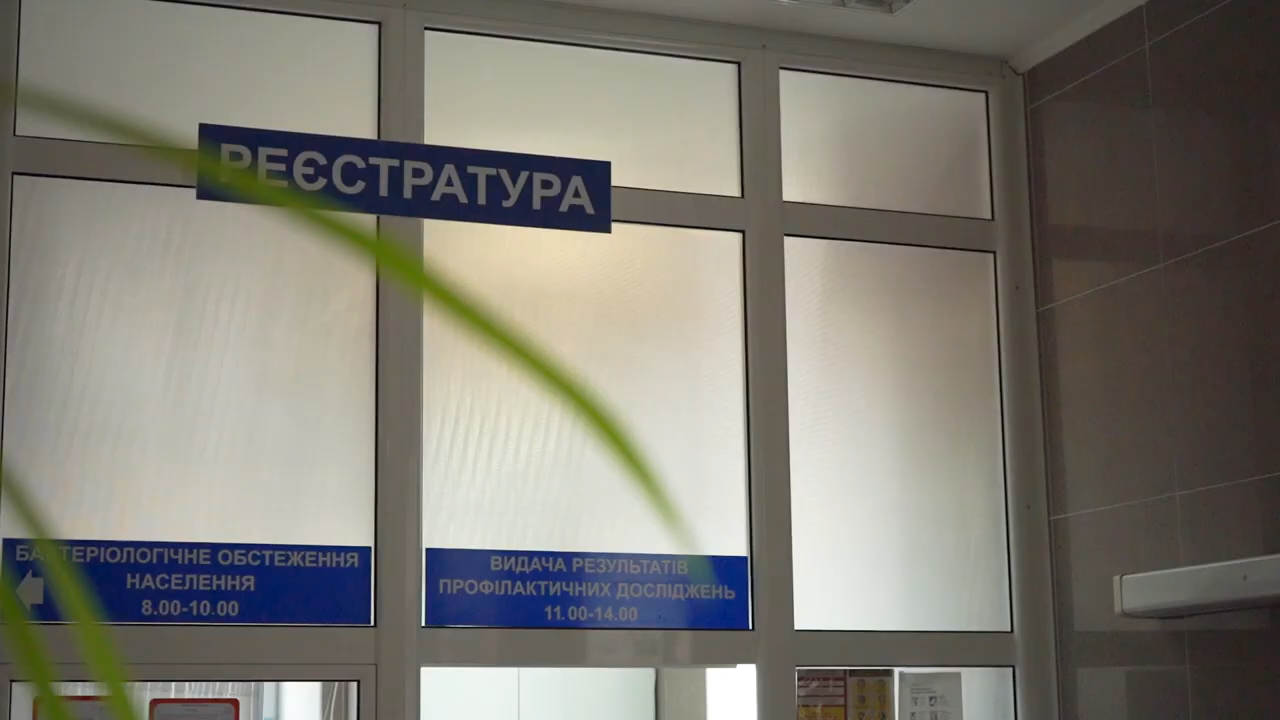 РЕЄСТРАТУРА
БАКТЕРІОЛОГІЧНЕ ОБСТЕЖЕННЯ
НАСЕЛЕННЯ
8.00-10.00
ВИДАЧА РЕЗУЛЬТАТІВ
ПРОФІЛАКТИЧНИХ ДОСЛІДЖЕНЬ
11.00-14.00